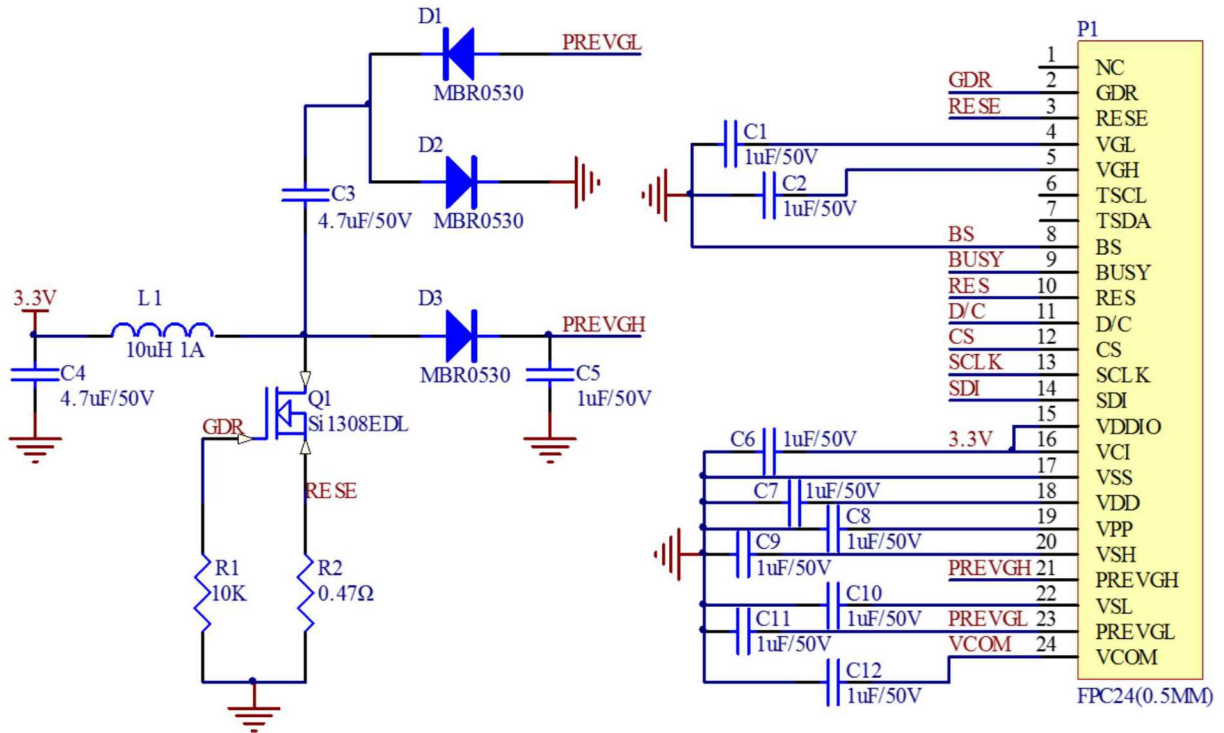 D1
PREVGL
MBR0530
D2
MBR0530
C3
4.7uF/50V
3.3V
L1
10uH 1A
D3
PREVGH
MBR0530
C4
4.7uF/50V
C5
1uF/50V
Q1
Si1308EDL
GDR
RESE
R1
10K
R2
0.47Ω
P1
1 NC
GDR 2 GDR
RESE 3 RESE
C1
1uF/50V
4 VGL
5 VGH
C2
1uF/50V
6 TSCL
7 TSDA
BS 8 BS
BUSY 9 BUSY
RES 10 RES
D/C 11 D/C
CS 12 CS
SCLK 13 SCLK
SDI 14 SDI
15 VDDIO
C6 1uF/50V 3.3V 16 VCI
17 VSS
C7 1uF/50V 18 VDD
C8
1uF/50V
19 VPP
C9
1uF/50V
20 VSH
PREVGH 21 PREVGH
C10
1uF/50V
22 VSL
C11
1uF/50V
PREVGL 23 PREVGL
VCOM 24 VCOM
C12
1uF/50V
FPC24(0.5MM)